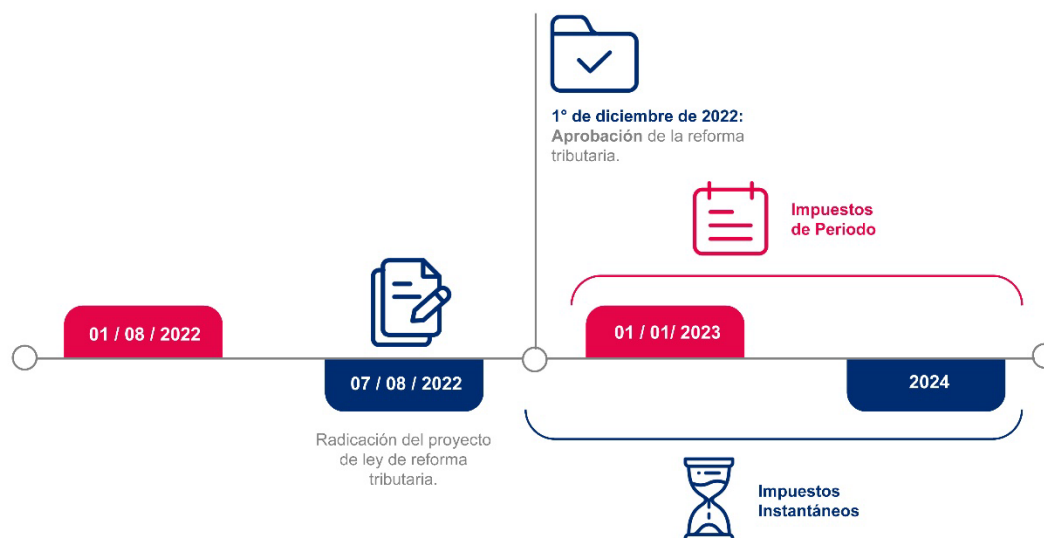 1° de diciembre de 2022:
Aprobación de la reforma
tributaria.
Impuestos
de Periodo
01 / 08 / 2022
01 / 01/ 2023
07 / 08 / 2022
2024
Radicación del proyecto
de ley de reforma
tributaria.
Impuestos
Instantáneos